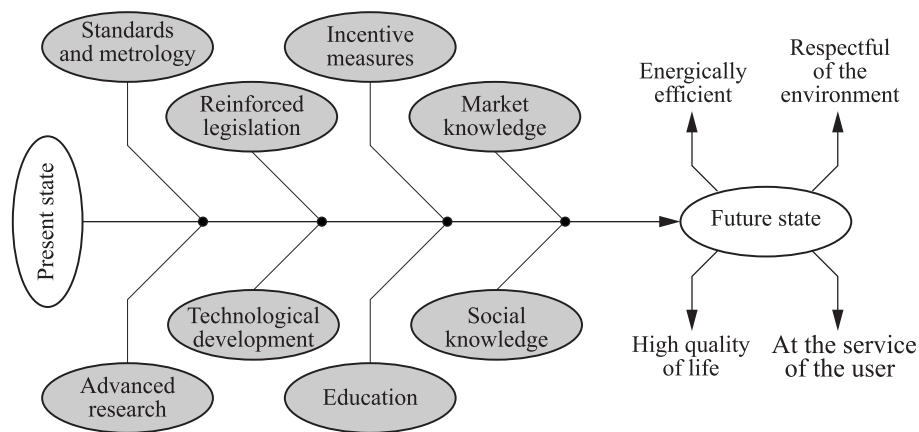 Standards
and metrology
Incentive
measures
Reinforced
legislation
Market
knowledge
Energically
efficient
Respectful
of the
environment
Present state
Future state
Technological
development
Social
knowledge
Advanced
research
Education
High quality
of life
At the service
of the user